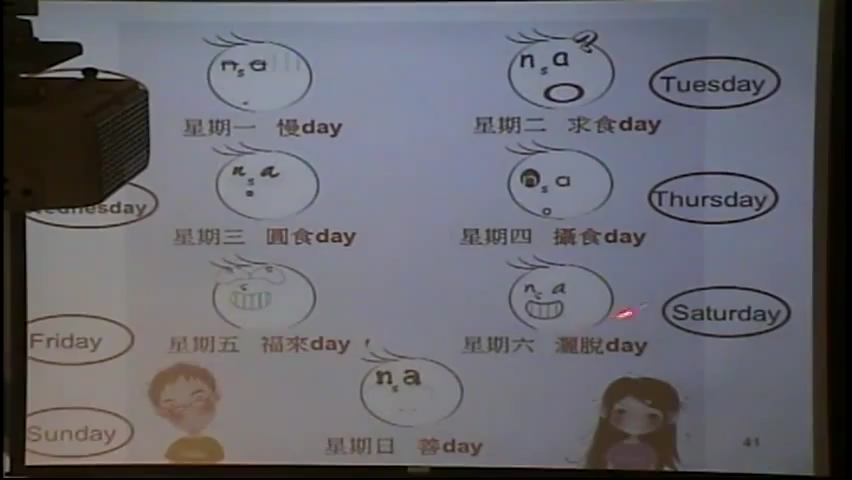 n s a
n s a ?
Tuesday
星期一 慢day
星期二 求食day
n s a
n s a
Wednesday
Thursday
星期三 圓食day
星期四 攝食day
s
n s a
Saturday
Friday
星期五 福來day !
星期六 灑脫day
n s a
Sunday
星期日 善day
41